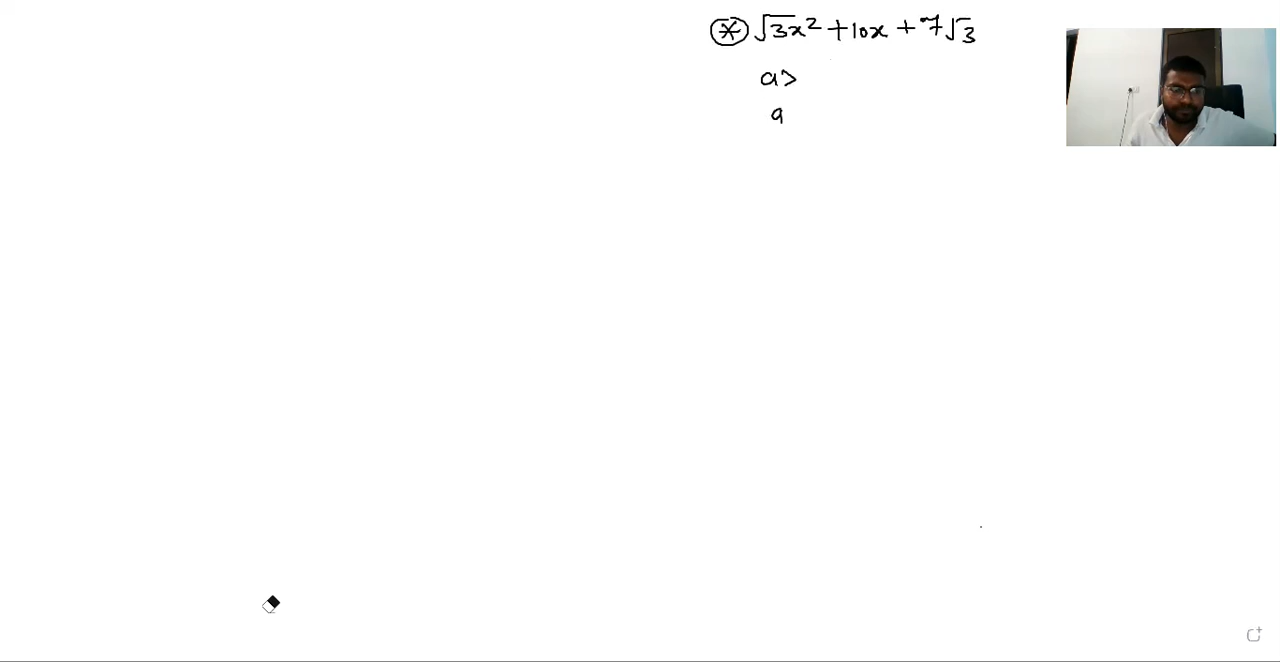 ⊛ √3x² + 10x + 7√3
a>
a